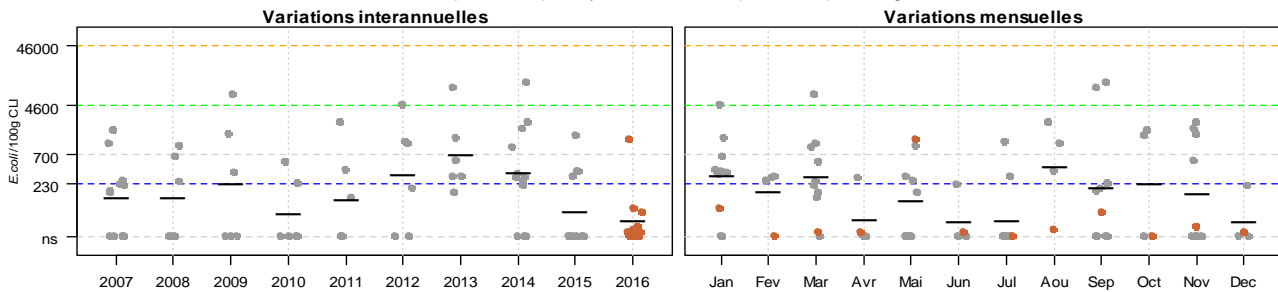 Variations interannuelles
Variations mensuelles
E.coli/100g CLI
46000
4600
700
230
ns
2007 2008 2009 2010 2011 2012 2013 2014 2015 2016
Jan Fev Mar Avr Mai Jun Jul Aou Sep Oct Nov Dec